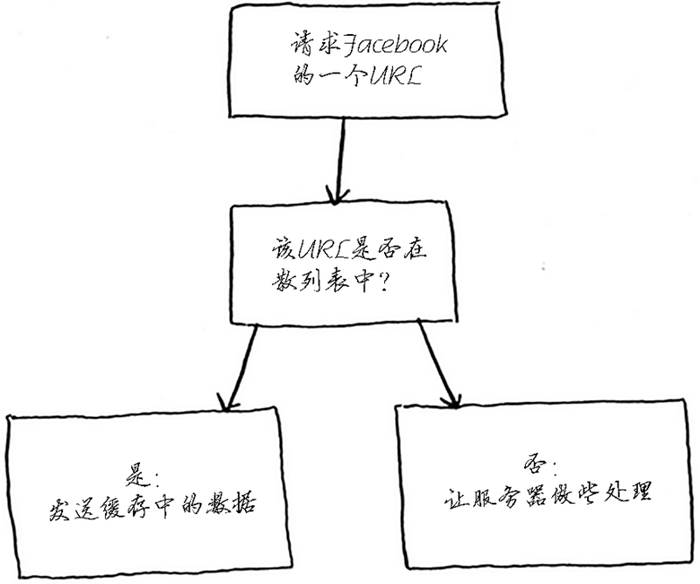 请求Facebook
的一个URL
该URL是否在
散列表中?
是:
发送缓存中的数据
否:
让服务器做些处理